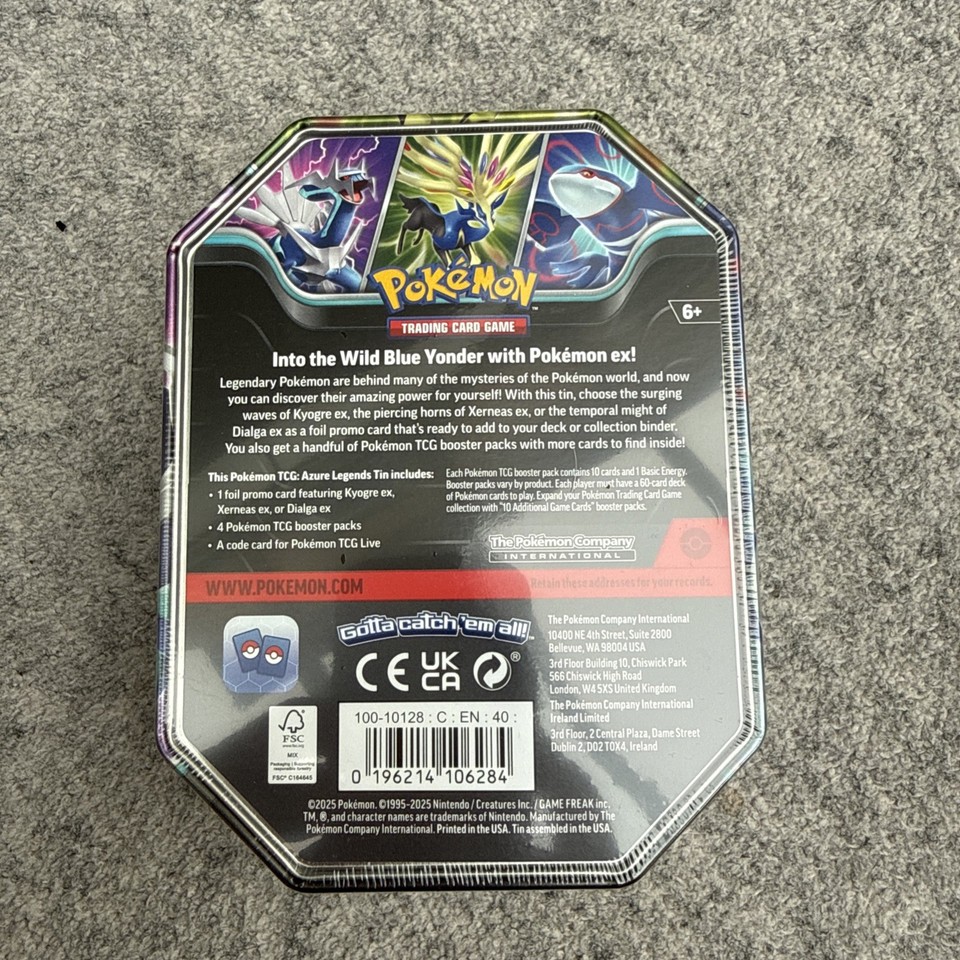 POKéMON™
TRADING CARD GAME
6+
Into the Wild Blue Yonder with Pokémon ex!
Legendary Pokémon are behind many of the mysteries of the Pokémon world, and now
you can discover their amazing power for yourself! With this tin, choose the surging
waves of Kyogre ex, the piercing horns of Xerneas ex, or the temporal might of
Dialga ex as a foil promo card that's ready to add to your deck or collection binder.
You also get a handful of Pokémon TCG booster packs with more cards to find inside!
This Pokémon TCG: Azure Legends Tin includes:
• 1 foil promo card featuring Kyogre ex,
Xerneas ex, or Dialga ex
• 4 Pokémon TCG booster packs
• A code card for Pokémon TCG Live
Each Pokémon TCG booster pack contains 10 cards and 1 Basic Energy.
Booster packs vary by product. Each player must have a 60-card deck
of Pokémon cards to play. Expand your Pokémon Trading Card Game
collection with "10 Additional Game Cards" booster packs.
The Pokémon Company
INTERNATIONAL
WWW.POKEMON.COM
Retain these addresses for your records.
Gotta catch 'em all!™
CE UK
CA ®
The Pokémon Company International
10400 NE 4th Street, Suite 2800
Bellevue, WA 98004 USA
3rd Floor Building 10, Chiswick Park
566 Chiswick High Road
London, W4 5XS United Kingdom
The Pokémon Company International
Ireland Limited
3rd Floor, 2 Central Plaza, Dame Street
Dublin 2, D02 T0X4, Ireland
FSC
www.fsc.org
MIX
Packaging | Supporting
responsible forestry
FSC® C164645
100-10128 : C : EN : 40 :
0 196214 106284
©2025 Pokémon. ©1995-2025 Nintendo / Creatures Inc. / GAME FREAK inc.
TM, ®, and character names are trademarks of Nintendo. Manufactured by The
Pokémon Company International. Printed in the USA. Tin assembled in the USA.